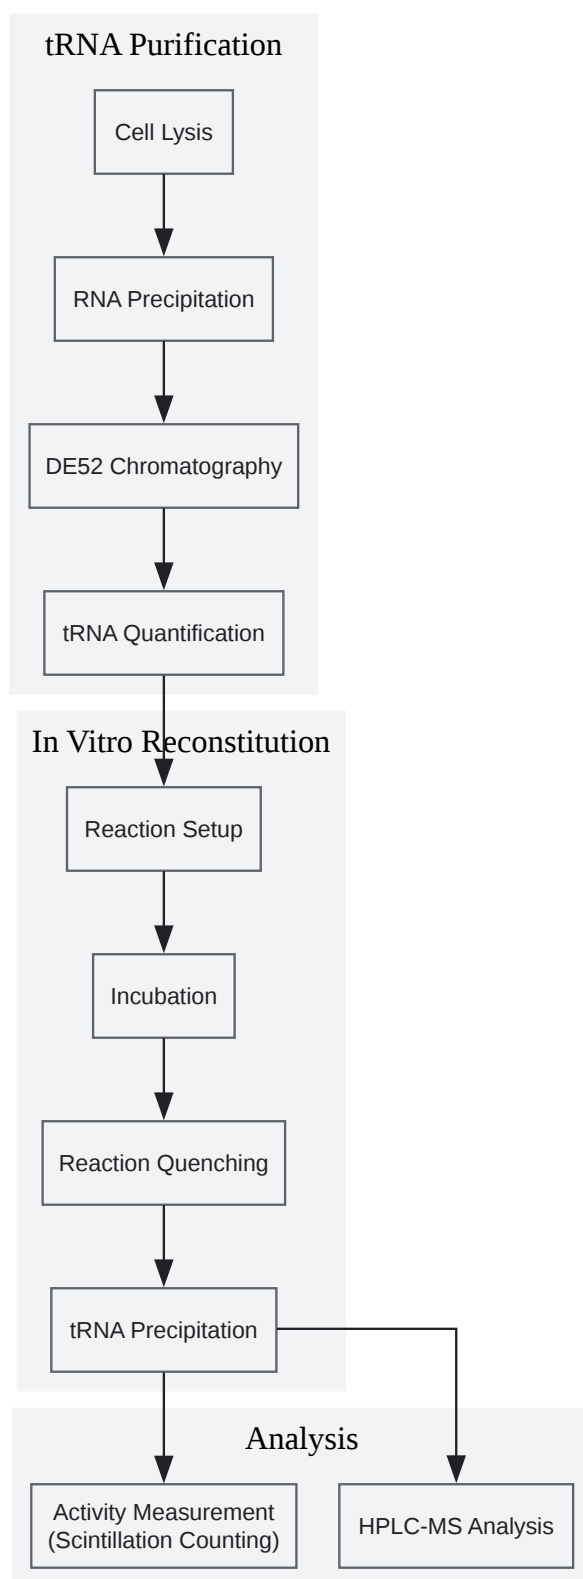 tRNA Purification
Cell Lysis
RNA Precipitation
DE52 Chromatography
tRNA Quantification
In Vitro Reconstitution
Reaction Setup
Incubation
Reaction Quenching
tRNA Precipitation
Analysis
Activity Measurement
(Scintillation Counting)
HPLC-MS Analysis